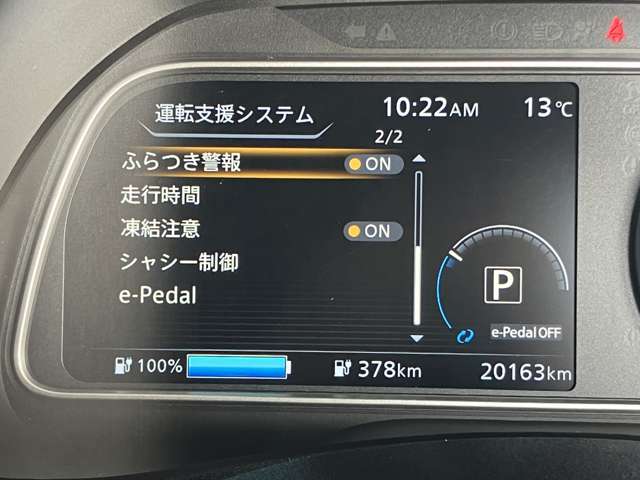 運転支援システム 10:22AM 13℃
2/2
ふらつき警報 ON
走行時間
凍結注意 ON
シャシー制御
e-Pedal
P
e-Pedal OFF
100% 378km 20163km